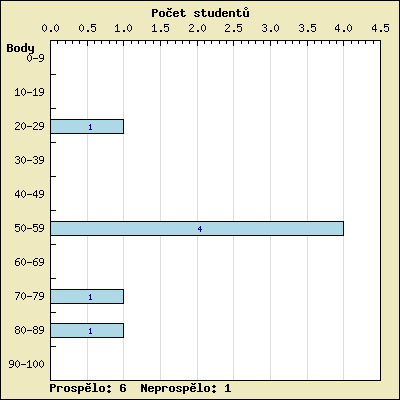 Počet studentů
0.0 0.5 1.0 1.5 2.0 2.5 3.0 3.5 4.0 4.5
Body
0-9
10-19
20-29 1
30-39
40-49
50-59 4
60-69
70-79 1
80-89 1
90-100
Prospělo: 6 Neprospělo: 1